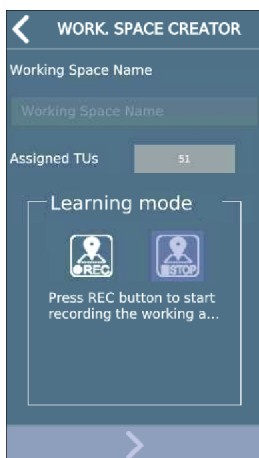 WORK. SPACE CREATOR
Working Space Name
Working Space Name
Assigned TUs 51
Learning mode
REC STOP
Press REC button to start
recording the working a...